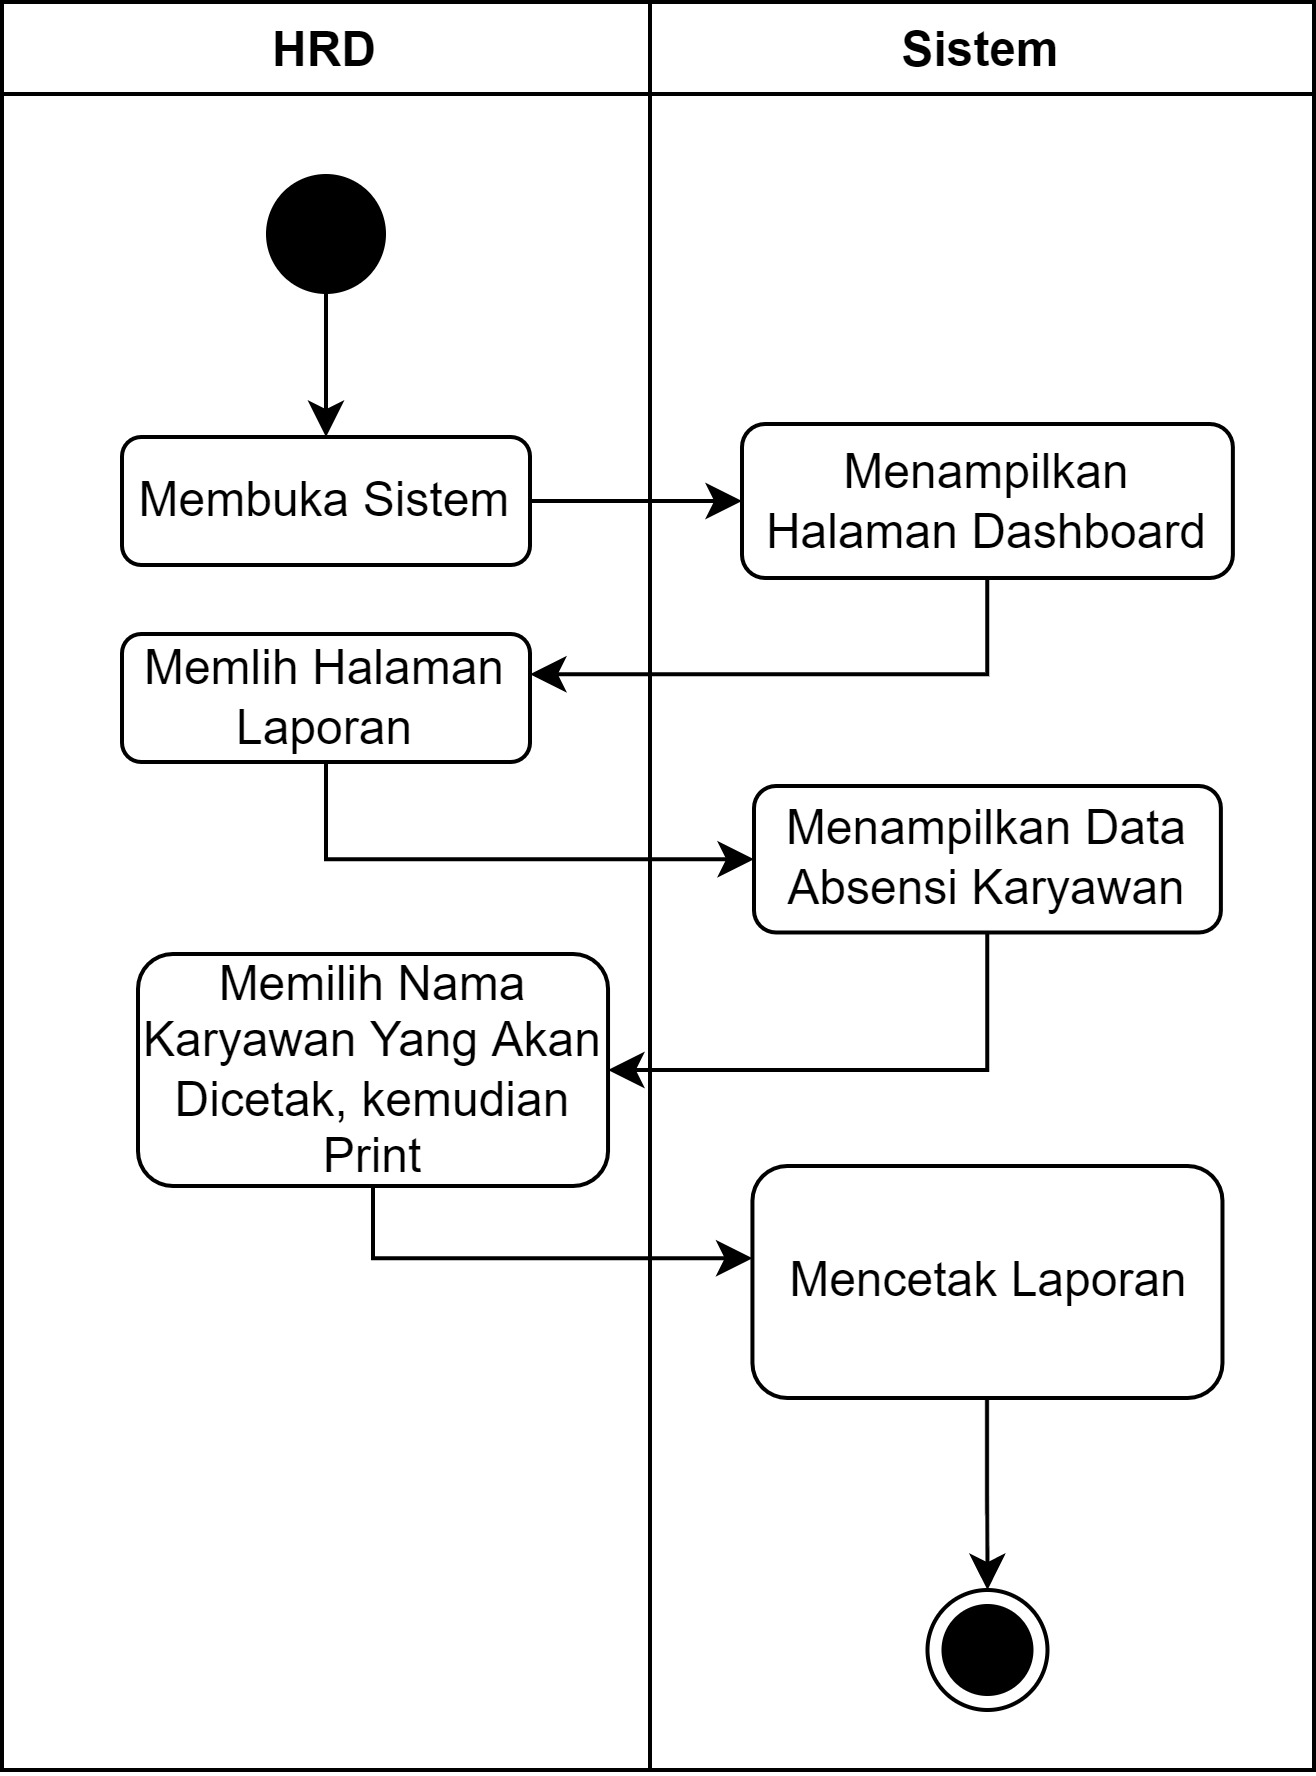 HRD
Sistem
Membuka Sistem
Menampilkan
Halaman Dashboard
Memlih Halaman
Laporan
Menampilkan Data
Absensi Karyawan
Memilih Nama
Karyawan Yang Akan
Dicetak, kemudian
Print
Mencetak Laporan